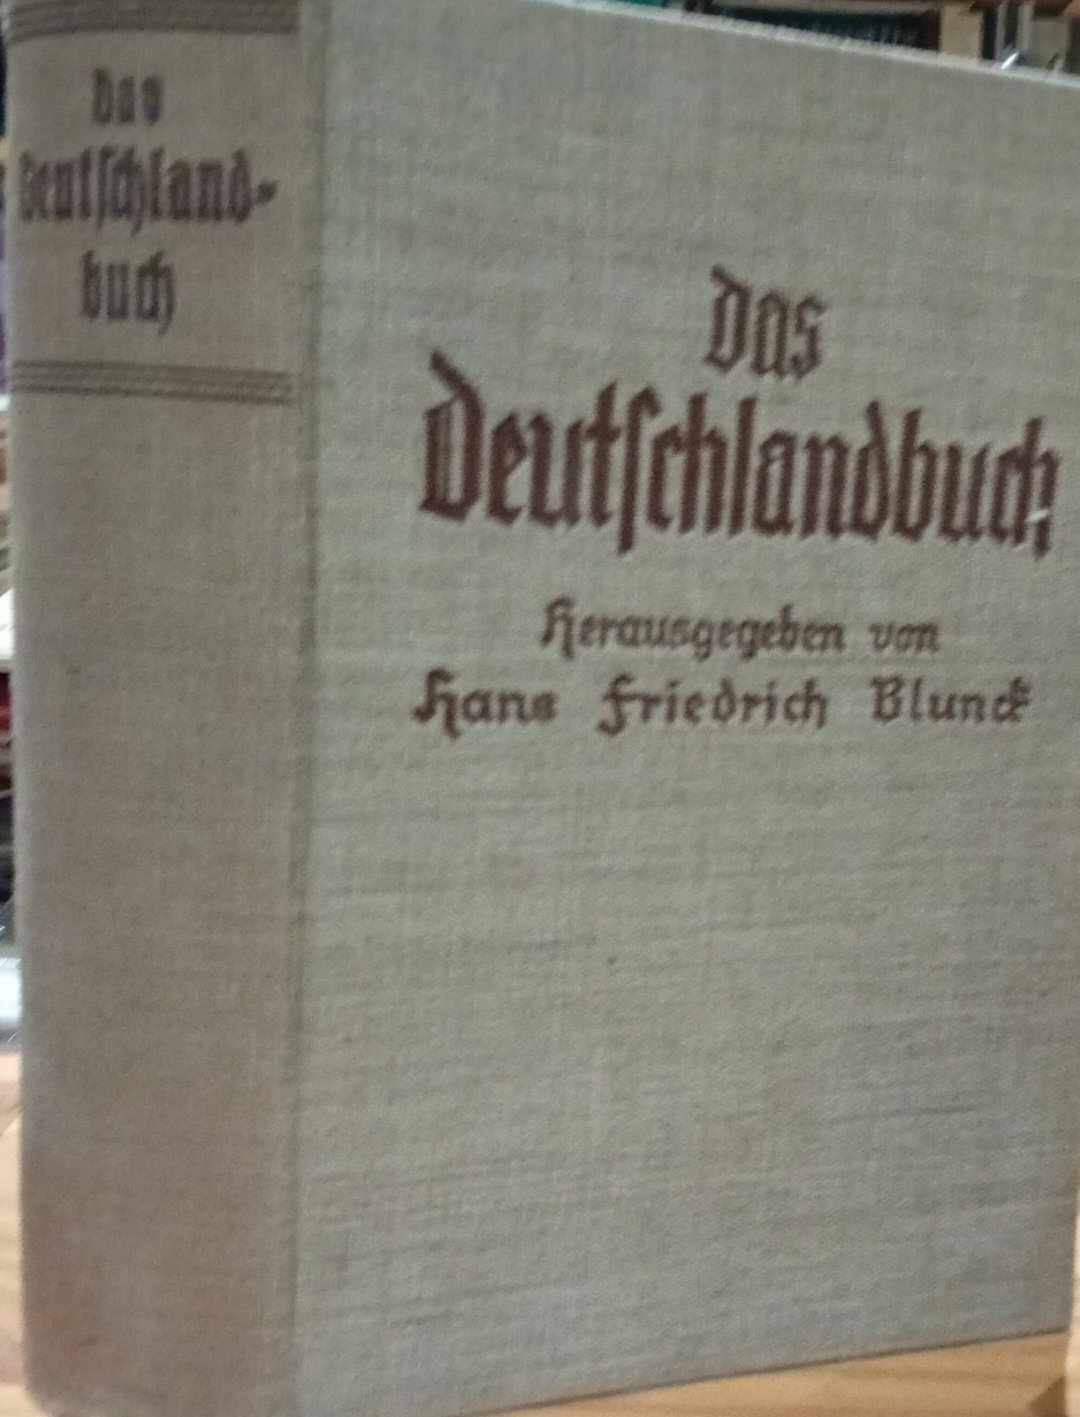 Das
Deutſchland-
buch
Das
Deutſchlandbuch
Herausgegeben von
Hans Friedrich Blunck